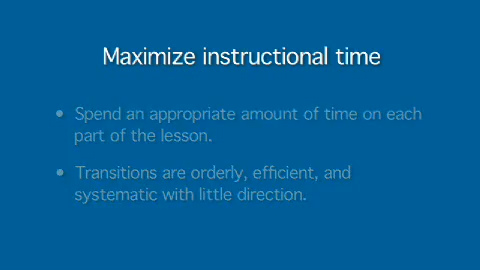 Maximize instructional time
• Spend an appropriate amount of time on each
part of the lesson.
• Transitions are orderly, efficient, and
systematic with little direction.